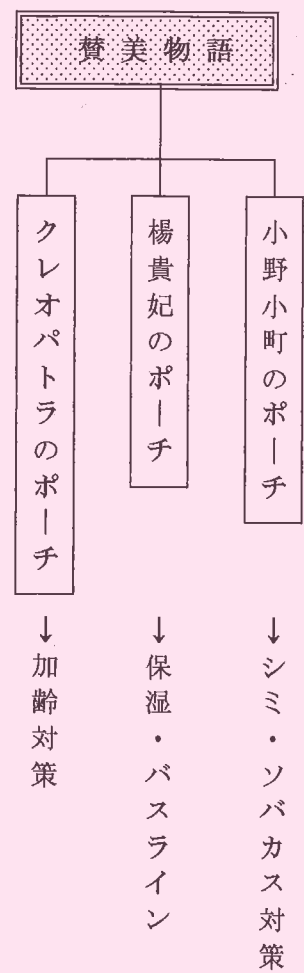 賛美物語
小野小町のポーチ
↓シミ・ソバカス対策
楊貴妃のポーチ
↓保湿・バスライン
クレオパトラのポーチ
↓加齢対策